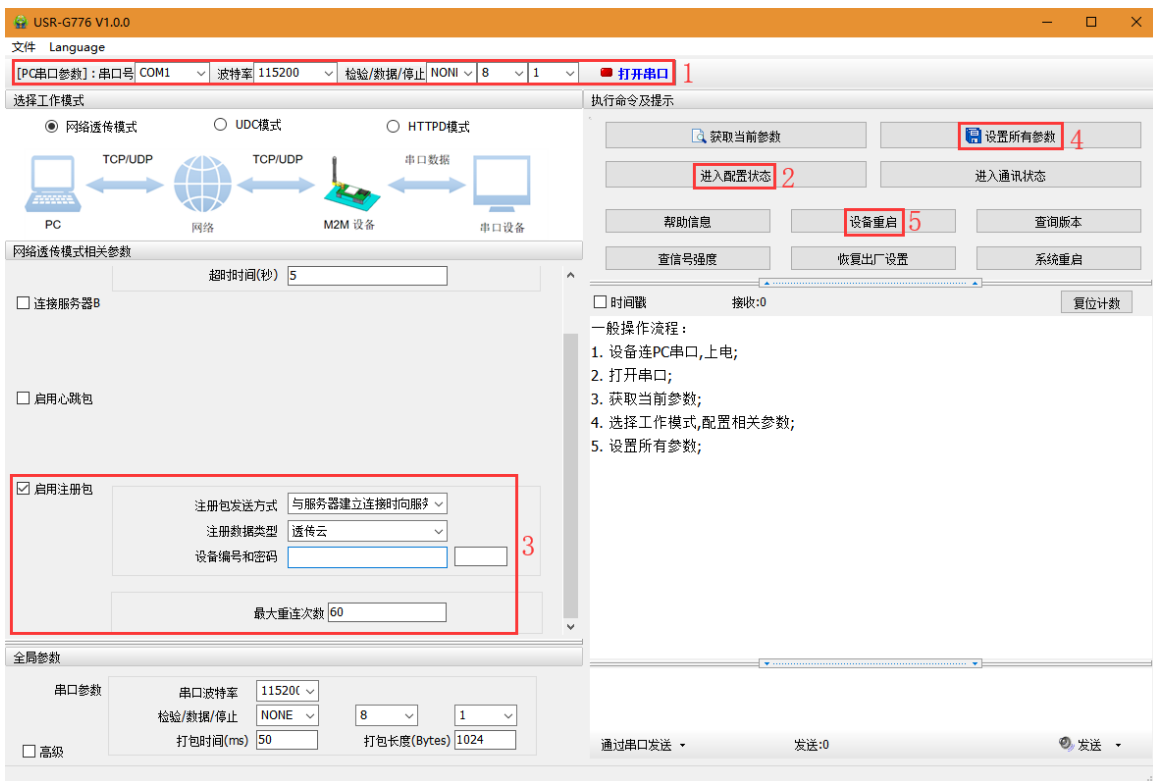 USR-G776 V1.0.0
文件 Language
[PC串口参数]：串口号 COM1 波特率 115200 检验/数据/停止 NONI 8 1 打开串口 1
选择工作模式
网络透传模式 UDC模式 HTTPD模式
TCP/UDP TCP/UDP 串口数据
PC 网络 M2M 设备 串口设备
网络透传模式相关参数
超时时间(秒) 5
连接服务器B
启用心跳包
启用注册包
注册包发送方式 与服务器建立连接时向服务
注册数据类型 透传云
设备编号和密码
3
最大重连次数 60
全局参数
串口参数 串口波特率 11520(
检验/数据/停止 NONE 8 1
打包时间(ms) 50 打包长度(Bytes) 1024
高级
执行命令及提示
获取当前参数 设置所有参数 4
进入配置状态 2 进入通讯状态
帮助信息 设备重启 5 查询版本
查信号强度 恢复出厂设置 系统重启
时间戳 接收:0 复位计数
一般操作流程：
1. 设备连PC串口,上电;
2. 打开串口;
3. 获取当前参数;
4. 选择工作模式,配置相关参数;
5. 设置所有参数;
通过串口发送 发送:0 发送